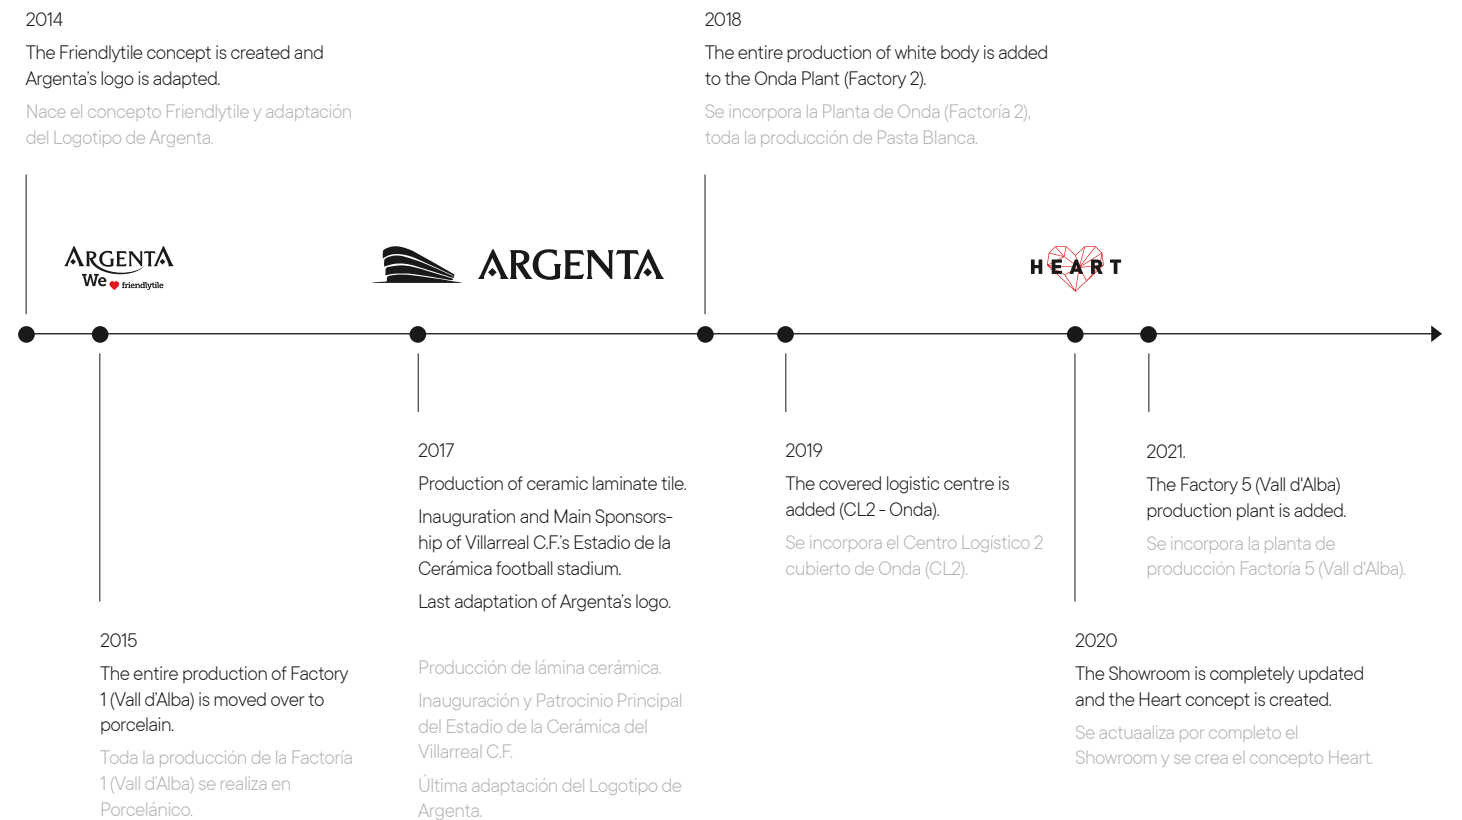 2014
The Friendlytile concept is created and
Argenta's logo is adapted.
Nace el concepto Friendlytile y adaptación
del Logotipo de Argenta.
2018
The entire production of white body is added
to the Onda Plant (Factory 2).
Se incorpora la Planta de Onda (Factoría 2),
toda la producción de Pasta Blanca.
ARGENTA
We friendlytile
ARGENTA
HEART
2017
Production of ceramic laminate tile.
Inauguration and Main Sponsors-
hip of Villarreal C.F.'s Estadio de la
Cerámica football stadium.
Last adaptation of Argenta's logo.
Producción de lámina cerámica.
Inauguración y Patrocinio Principal
del Estadio de la Cerámica del
Villarreal C.F.
Última adaptación del Logotipo de
Argenta.
2019
The covered logistic centre is
added (CL2 - Onda).
Se incorpora el Centro Logístico 2
cubierto de Onda (CL2).
2021.
The Factory 5 (Vall d'Alba)
production plant is added.
Se incorpora la planta de
producción Factoría 5 (Vall d'Alba).
2015
The entire production of Factory
1 (Vall d'Alba) is moved over to
porcelain.
Toda la producción de la Factoría
1 (Vall d'Alba) se realiza en
Porcelánico.
2020
The Showroom is completely updated
and the Heart concept is created.
Se actuaaliza por completo el
Showroom y se crea el concepto Heart.